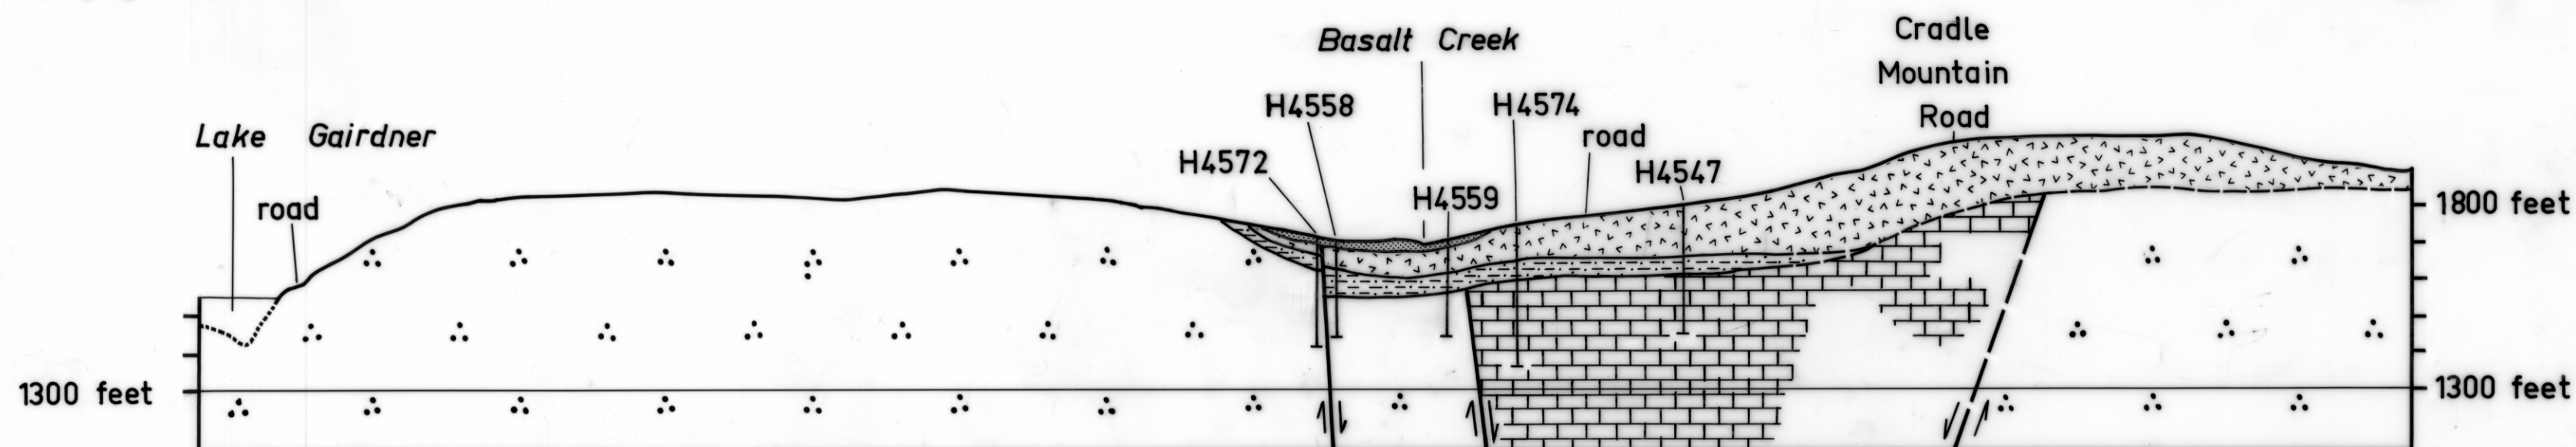 Basalt Creek
Cradle
Mountain
Road
H4558
H4574
Lake Gairdner
road
H4572
H4547
H4559
road
1800 feet
1300 feet
1300 feet